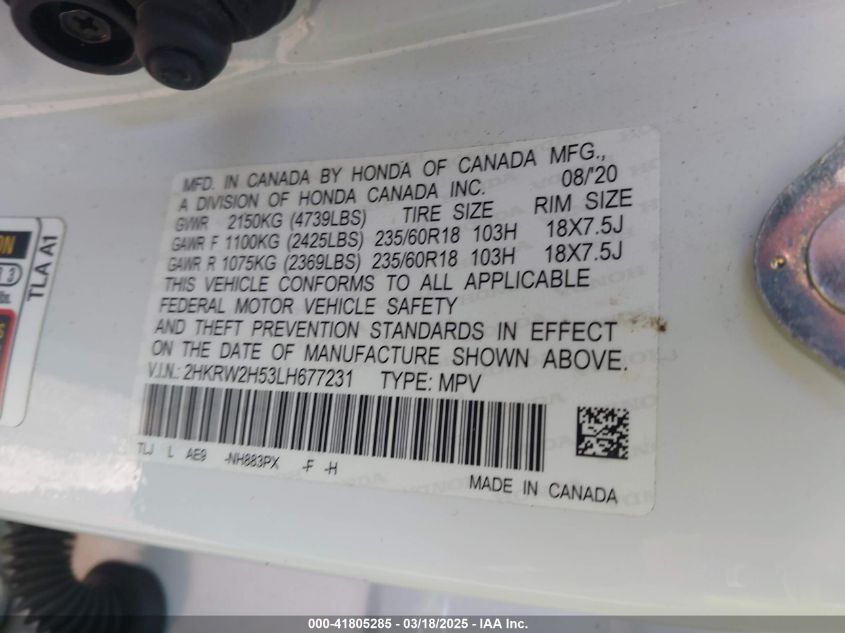 MFD. IN CANADA BY HONDA OF CANADA MFG.,
A DIVISION OF HONDA CANADA INC. 08/'20
GVWR 2150KG (4739LBS) TIRE SIZE RIM SIZE
GAWR F 1100KG (2425LBS) 235/60R18 103H 18X7.5J
GAWR R 1075KG (2369LBS) 235/60R18 103H 18X7.5J
THIS VEHICLE CONFORMS TO ALL APPLICABLE
FEDERAL MOTOR VEHICLE SAFETY
AND THEFT PREVENTION STANDARDS IN EFFECT
ON THE DATE OF MANUFACTURE SHOWN ABOVE.
V.I.N.: 2HKRW2H53LH677231 TYPE: MPV
TLJ L AE9 -NH883PX -F -H
MADE IN CANADA
TLA A1
000-41805285 - 03/18/2025 - IAA Inc.